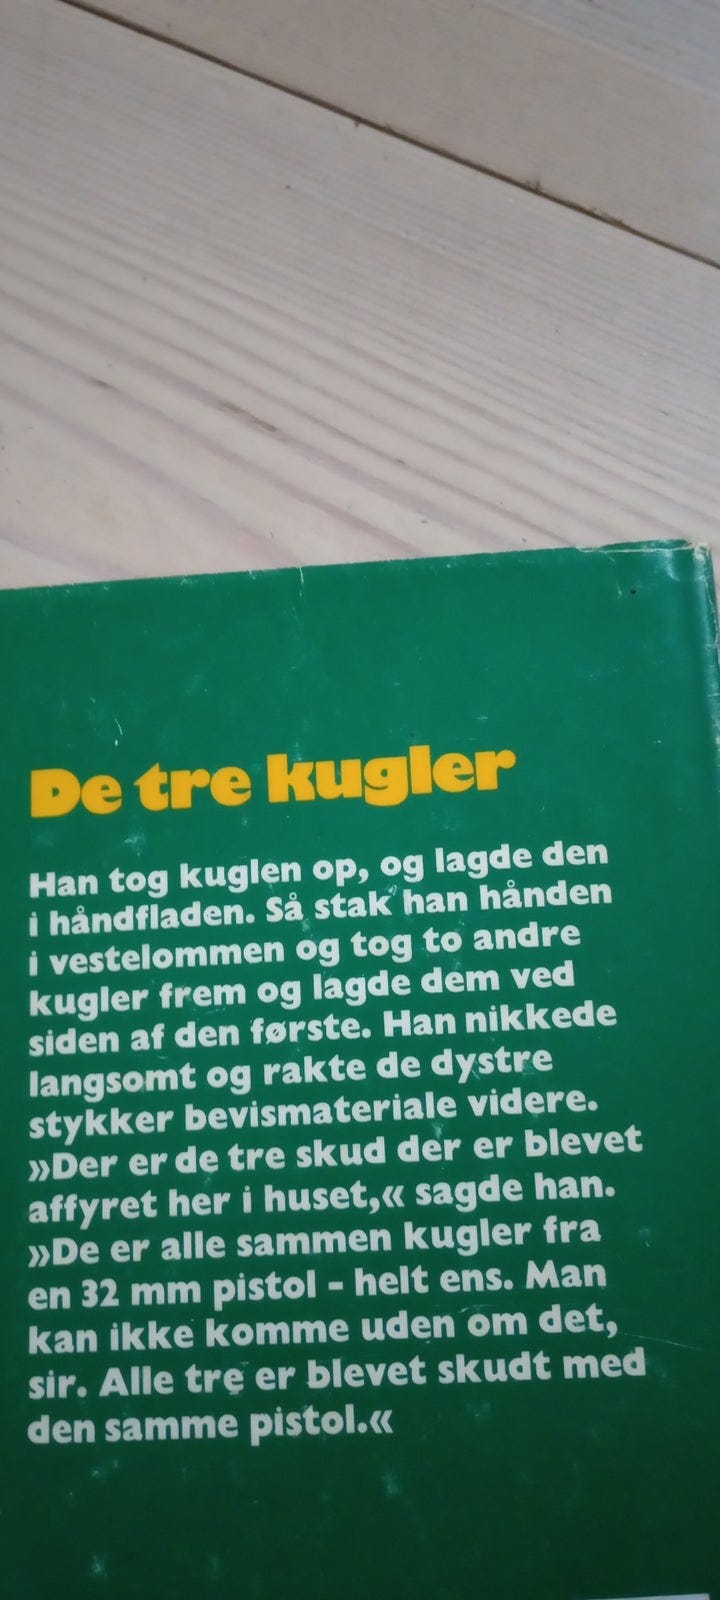 De tre kugler
Han tog kuglen op, og lagde den
i håndfladen. Så stak han hånden
i vestelommen og tog to andre
kugler frem og lagde dem ved
siden af den første. Han nikkede
langsomt og rakte de dystre
stykker bevismateriale videre.
»Der er de tre skud der er blevet
affyret her i huset,« sagde han.
»De er alle sammen kugler fra
en 32 mm pistol - helt ens. Man
kan ikke komme uden om det,
sir. Alle tre er blevet skudt med
den samme pistol.«